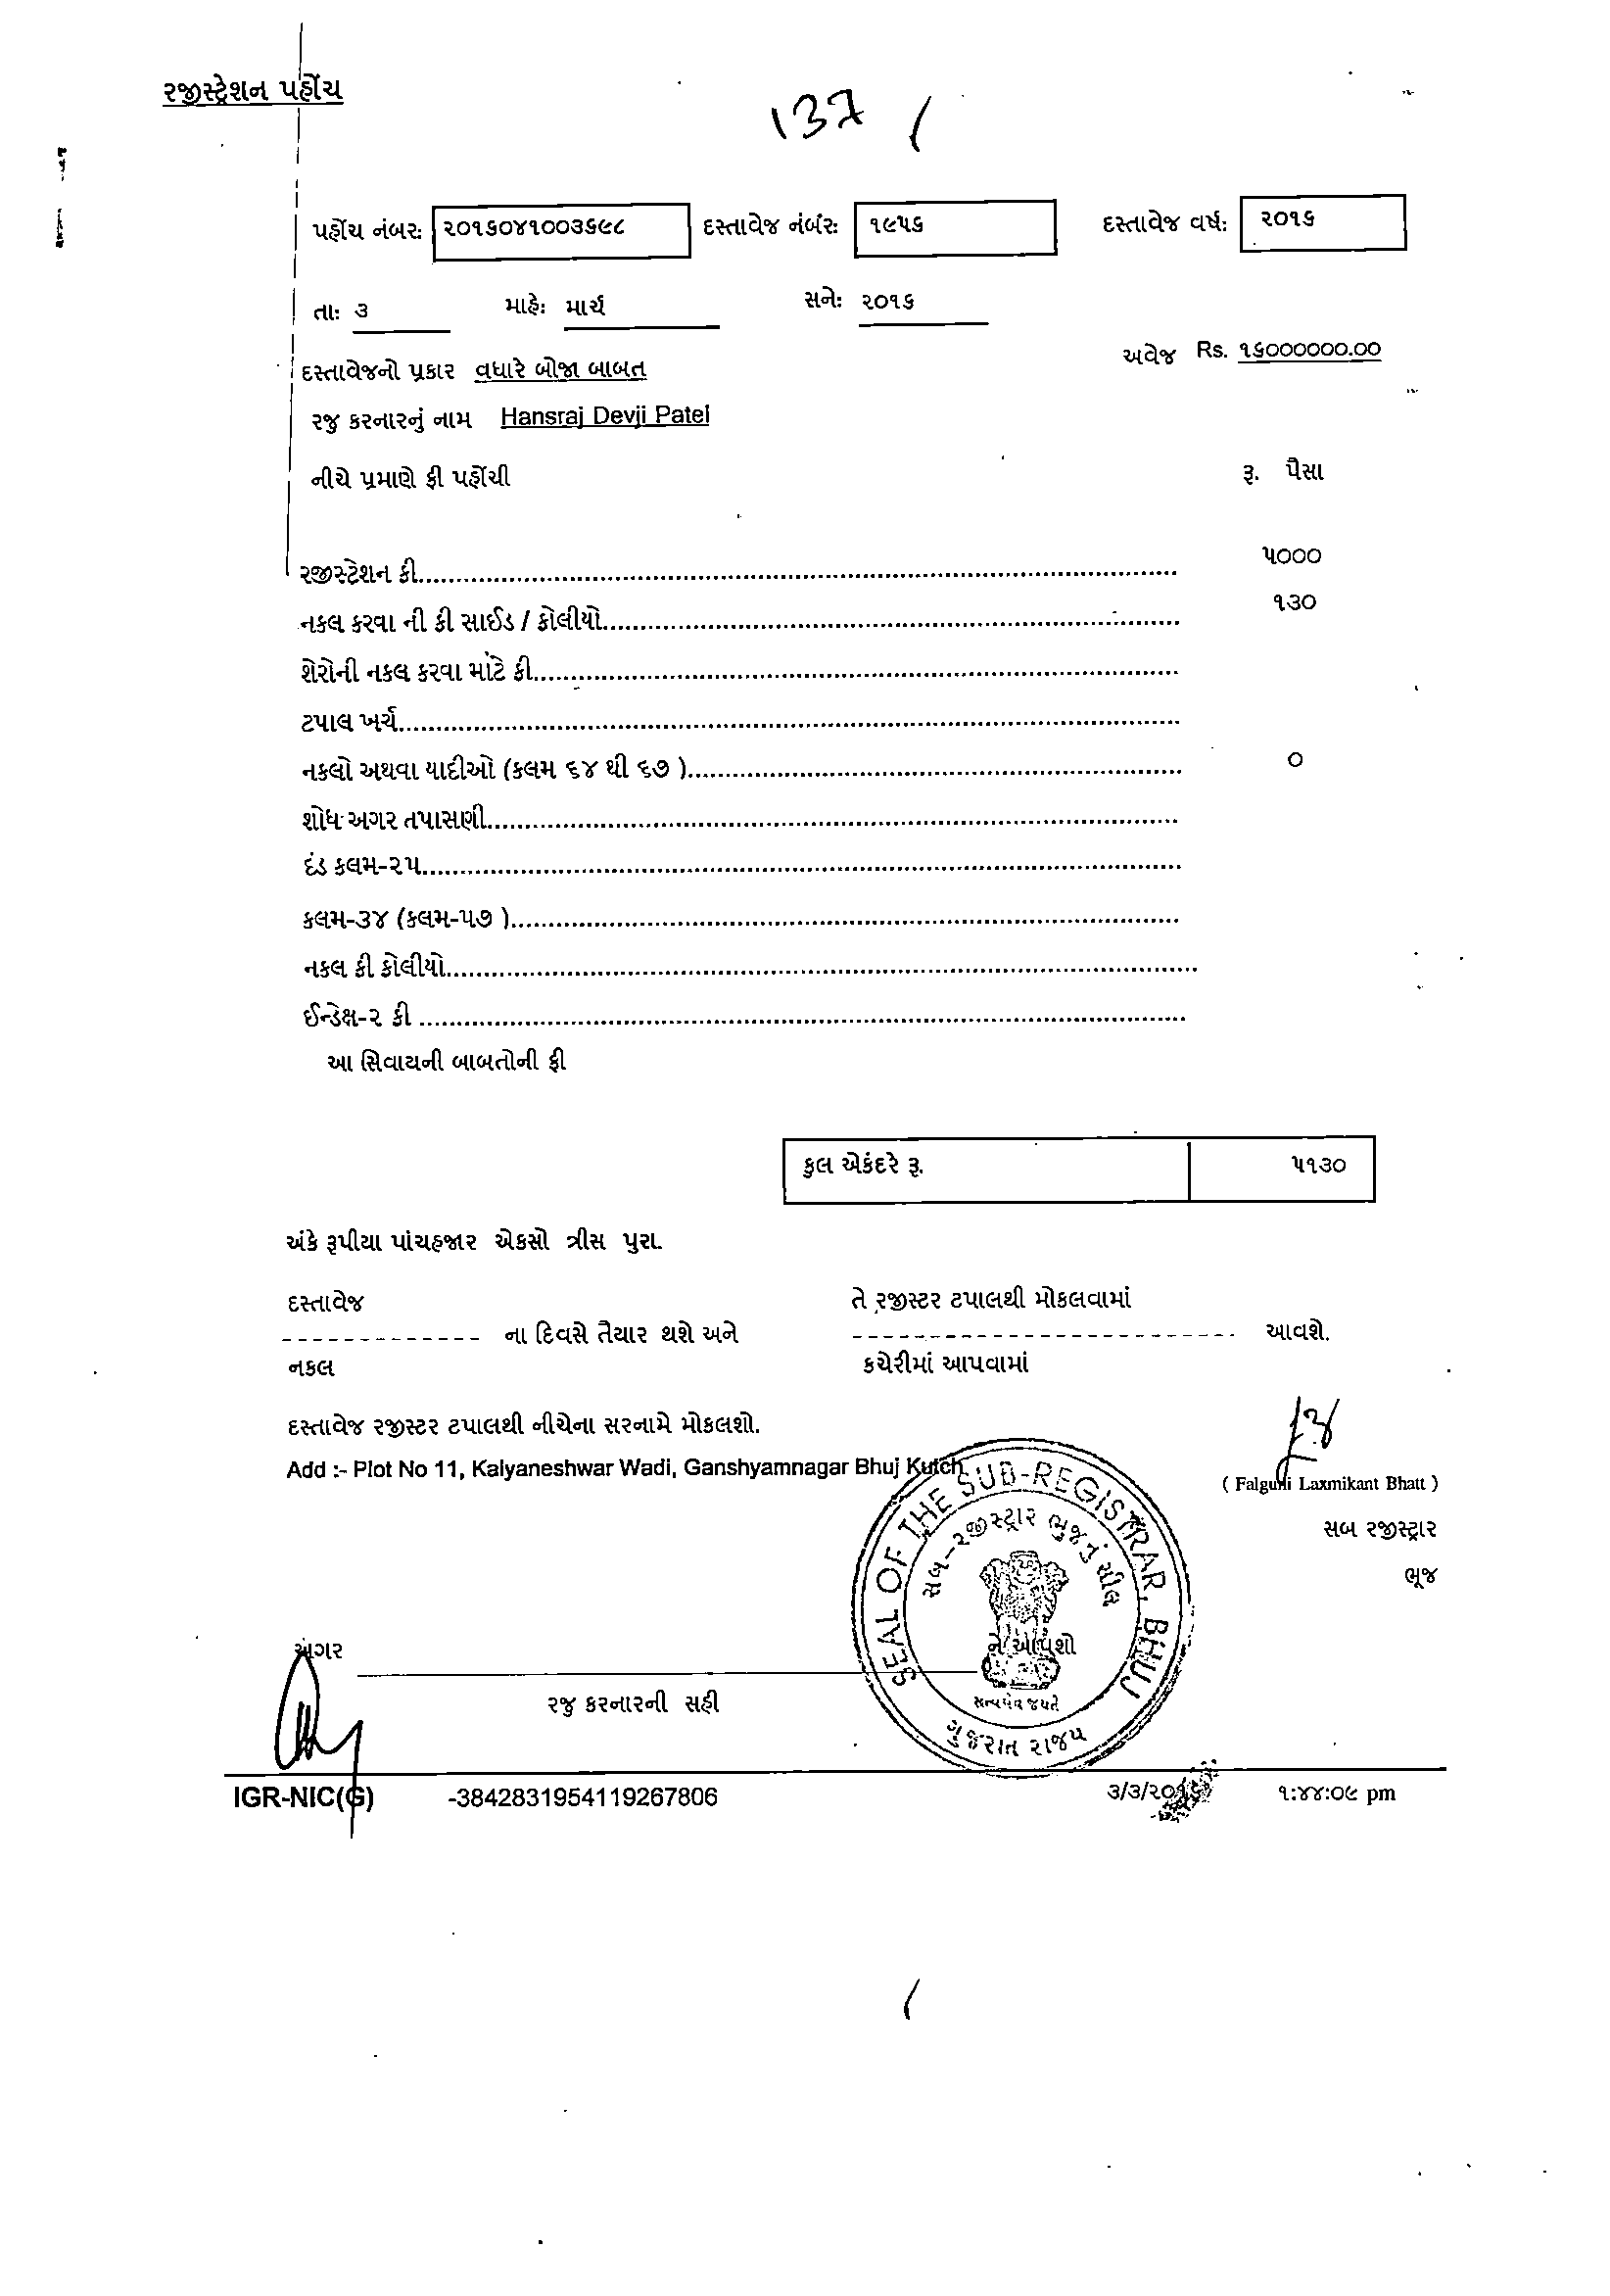 રજીસ્ટ્રેશન પહોંચ
137
પહોંચ નંબર: ૨૦૧૬૦૪૧૦૦૩૬૯૮ દસ્તાવેજ નંબર: ૧૯૫૬ દસ્તાવેજ વર્ષ: ૨૦૧૬
તા: ૩ માહે: માર્ચ સને: ૨૦૧૬
અવેજ Rs. ૧૬૦૦૦૦૦૦૦.૦૦
દસ્તાવેજનો પ્રકાર વધારે બોજા બાબત
રજુ કરનારનું નામ Hansraj Devji Patel
નીચે પ્રમાણે ફી પહોંચી રૂ. પૈસા
રજીસ્ટ્રેશન ફી.......... ૫૦૦૦
નકલ કરવા ની ફી સાઈડ / ફોલીયો.......... ૧૩૦
શેરોની નકલ કરવા માટે ફી..........
ટપાલ ખર્ચ..........
નકલો અથવા યાદીઓ (કલમ ૬૪ થી ૬૭ ).......... ૦
શોધ અગર તપાસણી..........
દંડ કલમ-૨૫..........
કલમ-૩૪ (કલમ-૫૭ )..........
નકલ ફી ફોલીયો..........
ઈન્ડેક્ષ-૨ ફી ..........
આ સિવાયની બાબતોની ફી
કુલ એકંદરે રૂ. ૫૧૩૦
અંકે રૂપીયા પાંચહજાર એકસો ત્રીસ પુરા.
દસ્તાવેજ તે રજીસ્ટર ટપાલથી મોકલવામાં
------------- ના દિવસે તૈયાર થશે અને ------------------------- આવશે.
નકલ કચેરીમાં આપવામાં
દસ્તાવેજ રજીસ્ટર ટપાલથી નીચેના સરનામે મોકલશો.
Add :- Plot No 11, Kalyaneshwar Wadi, Ganshyamnagar Bhuj Kutch
( Falguni Laxmikant Bhatt )
સબ રજીસ્ટ્રાર
ભૂજ
SEAL OF THE SUB-REGISTRAR, BHUJ
સબ-રજીસ્ટ્રાર ભુજનું સીલ
સત્યમેવ જયતે
ગુજરાત રાજ્ય
અગર ને આપશો
રજુ કરનારની સહી
IGR-NIC(G) -3842831954119267806 ૩/૩/૨૦૧૬ ૧:૪૪:૦૯ pm